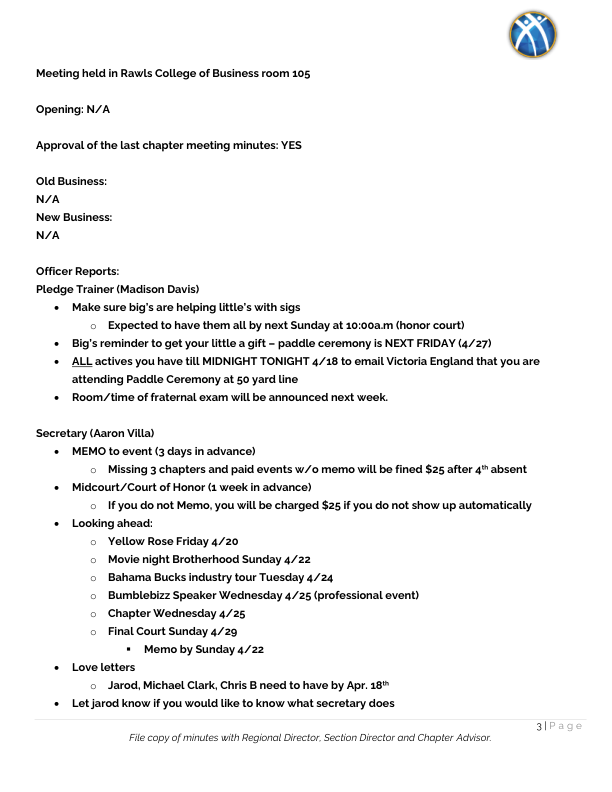 Meeting held in Rawls College of Business room 105
Opening: N/A
Approval of the last chapter meeting minutes: YES
Old Business:
N/A
New Business:
N/A
Officer Reports:
Pledge Trainer (Madison Davis)
• Make sure big's are helping little's with sigs
o Expected to have them all by next Sunday at 10:00a.m (honor court)
• Big's reminder to get your little a gift – paddle ceremony is NEXT FRIDAY (4/27)
• ALL actives you have till MIDNIGHT TONIGHT 4/18 to email Victoria England that you are
attending Paddle Ceremony at 50 yard line
• Room/time of fraternal exam will be announced next week.
Secretary (Aaron Villa)
• MEMO to event (3 days in advance)
o Missing 3 chapters and paid events w/o memo will be fined $25 after 4th absent
• Midcourt/Court of Honor (1 week in advance)
o If you do not Memo, you will be charged $25 if you do not show up automatically
• Looking ahead:
o Yellow Rose Friday 4/20
o Movie night Brotherhood Sunday 4/22
o Bahama Bucks industry tour Tuesday 4/24
o Bumblebizz Speaker Wednesday 4/25 (professional event)
o Chapter Wednesday 4/25
o Final Court Sunday 4/29
▪ Memo by Sunday 4/22
• Love letters
o Jarod, Michael Clark, Chris B need to have by Apr. 18th
• Let jarod know if you would like to know what secretary does
3 | Page
File copy of minutes with Regional Director, Section Director and Chapter Advisor.